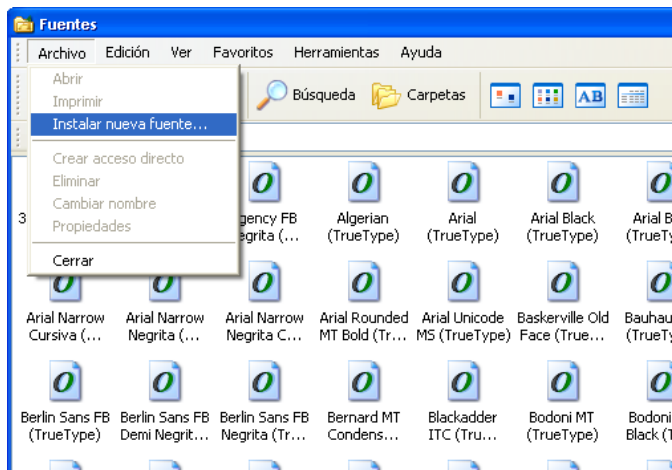 Fuentes
Archivo Edición Ver Favoritos Herramientas Ayuda
Abrir
Imprimir
Instalar nueva fuente...
Crear acceso directo
Eliminar
Cambiar nombre
Propiedades
Cerrar
Búsqueda Carpetas AB
3 gency FB Algerian Arial Arial Black Arial B
egrita (... (TrueType) (TrueType) (TrueType) (TrueTy
Arial Narrow Arial Narrow Arial Narrow Arial Rounded Arial Unicode Baskerville Old Bauhau
Cursiva (... Negrita (... Negrita C... MT Bold (Tr... MS (TrueType) Face (True... (TrueTy
Berlin Sans FB Berlin Sans FB Berlin Sans FB Bernard MT Blackadder Bodoni MT Bodoni
(TrueType) Demi Negrit... Negrita (Tr... Condens... ITC (Tru... (TrueType) Black (T